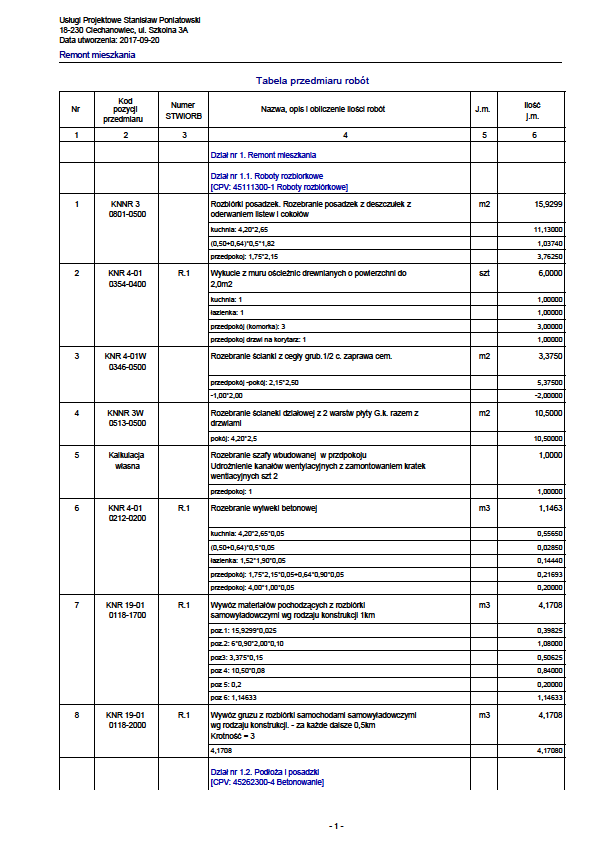 Usługi Projektowe Stanisław Poniatowski
18-230 Ciechanowiec, ul. Szkolna 3A
Data utworzenia: 2017-09-20
Remont mieszkania
Tabela przedmiaru robót
Nr Kod pozycji przedmiaru Numer STWIORB Nazwa, opis i obliczenie ilości robót J.m. Ilość j.m.
1 2 3 4 5 6
Dział nr 1. Remont mieszkania
Dział nr 1.1. Roboty rozbiorkowe
[CPV: 45111300-1 Roboty rozbiórkowe]
1 KNNR 3 Rozbiórki posadzek. Rozebranie posadzek z deszczułek z m2 15,9299
0801-0500 oderwaniem listew i cokołów
kuchnia: 4,20*2,65 11,13000
(0,50+0,64)*0,5*1,82 1,03740
przedpokoj: 1,75*2,15 3,76250
2 KNR 4-01 R.1 Wykucie z muru ościeżnic drewnianych o powierzchni do szt 6,0000
0354-0400 2,0m2
kuchnia: 1 1,00000
łazienka: 1 1,00000
przedpokój (komorka): 3 3,00000
przedpokoj drzwi na korytarz: 1 1,00000
3 KNR 4-01W Rozebranie ścianki z cegły grub.1/2 c. zaprawa cem. m2 3,3750
0346-0500
przedpokój -pokój: 2,15*2,50 5,37500
-1,00*2,00 -2,00000
4 KNNR 3W Rozebranie ścianeki działowej z 2 warstw płyty G.k. razem z m2 10,5000
0513-0500 drzwiami
pokój: 4,20*2,5 10,50000
5 Kalkulacja Rozebranie szafy wbudowanej w przdpokoju 1,0000
własna Udrożnienie kanałów wentylacyjnych z zamontowaniem kratek
wentlacyjnych szt 2
przedpokoj: 1 1,00000
6 KNR 4-01 R.1 Rozebranie wylweki betonowej m3 1,1463
0212-0200
kuchnia: 4,20*2,65*0,05 0,55650
(0,50+0,64)*0,5*0,05 0,02850
łazienka: 1,52*1,90*0,05 0,14440
przedpokój: 1,75*2,15*0,05+0,64*0,90*0,05 0,21693
przedpokoj: 4,00*1,00*0,05 0,20000
7 KNR 19-01 R.1 Wywóz materiałów pochodzących z rozbiórki m3 4,1708
0118-1700 samowyładowczymi wg rodzaju konstrukcji 1km
poz.1: 15,9299*0,025 0,39825
poz.2: 6*0,90*2,00*0,10 1,08000
poz3: 3,375*0,15 0,50625
poz 4: 10,50*0,08 0,84000
poz 5: 0,2 0,20000
poz 6: 1,14633 1,14633
8 KNR 19-01 R.1 Wywóz gruzu z rozbiórki samochodami samowyładowczymi m3 4,1708
0118-2000 wg rodzaju konstrukcji. - za każde dalsze 0,5km
Krotność = 3
4,1708 4,17080
Dział nr 1.2. Podłoża i posadzki
[CPV: 45262300-4 Betonowanie]
- 1 -